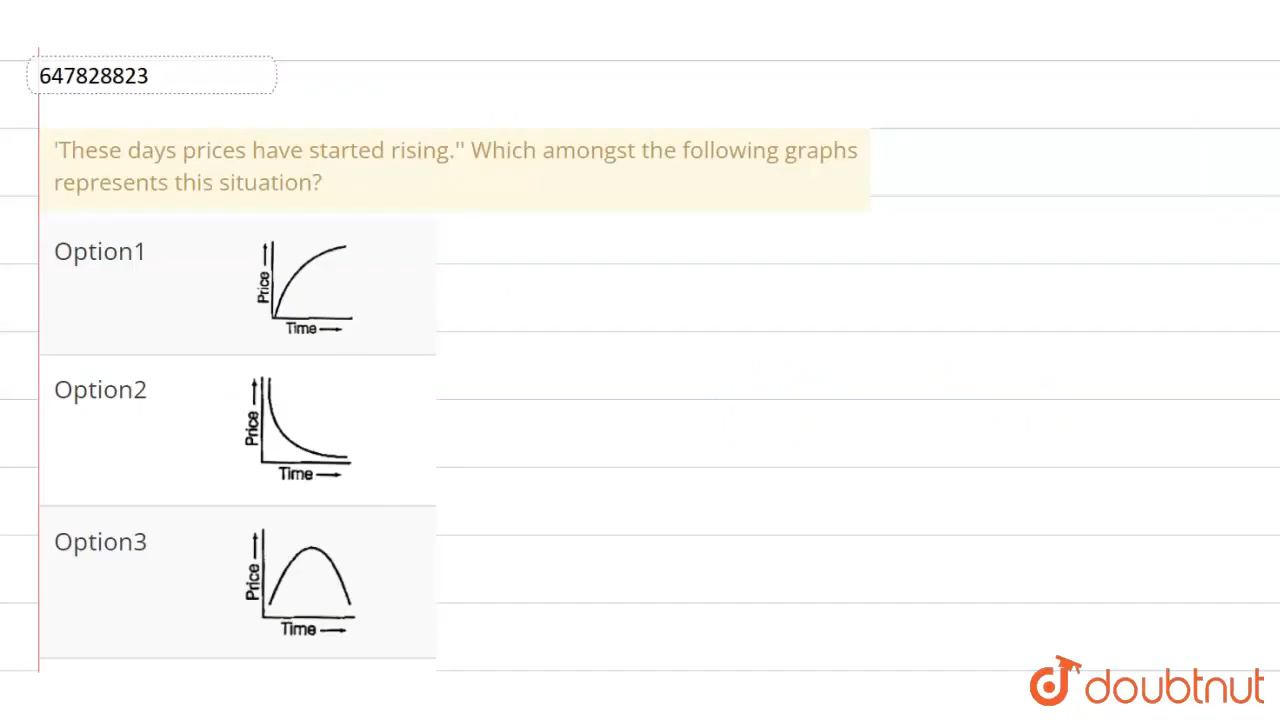 647828823
'These days prices have started rising.'' Which amongst the following graphs
represents this situation?
Option1
Price
Time
Option2
Price
Time
Option3
Price
Time
doubtnut